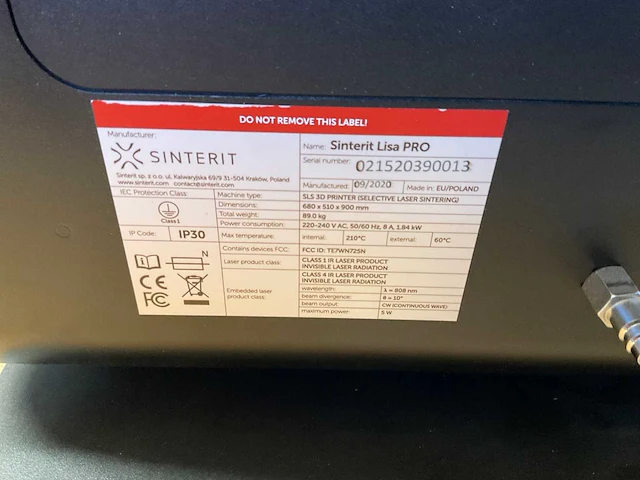 DO NOT REMOVE THIS LABEL!
Manufacturer:
SINTERIT
Sinterit sp. z o.o. ul. Kalwaryjska 69/9 31-504 Kraków, Poland
www.sinterit.com contact@sinterit.com
Name: Sinterit Lisa PRO
Serial number: 021520390013
Manufactured: 09/2020 Made in: EU/POLAND
IEC Protection Class:
Class 1
IP Code: IP30
N
CE
FCC
Machine type: SLS 3D PRINTER (SELECTIVE LASER SINTERING)
Dimensions: 680 x 510 x 900 mm
Total weight: 89.0 kg
Power consumption: 220-240 V AC, 50/60 Hz, 8 A, 1.84 kW
Max temperature: internal: 210°C external: 60°C
Contains devices FCC: FCC ID: TE7WN725N
Laser product class: CLASS 1 IR LASER PRODUCT
INVISIBLE LASER RADIATION
Embedded laser product class: CLASS 4 IR LASER PRODUCT
INVISIBLE LASER RADIATION
wavelength: λ = 808 nm
beam divergence: θ = 10°
beam output: CW (CONTINUOUS WAVE)
maximum power: 5 W